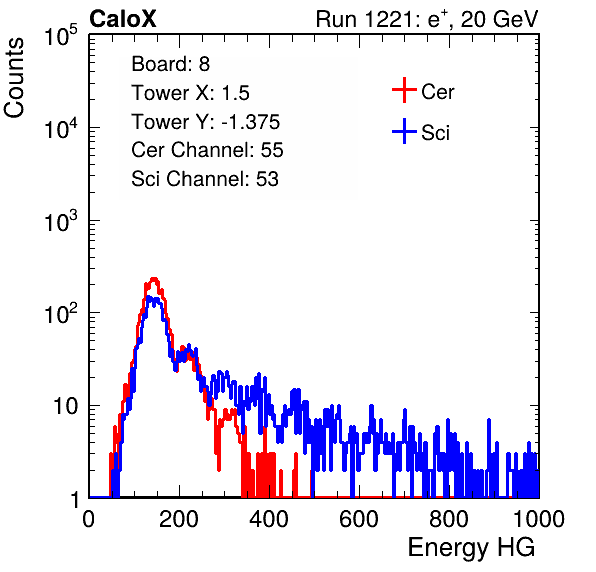 CaloX Run 1221: e⁺, 20 GeV
Counts
Board: 8
Tower X: 1.5
Tower Y: -1.375
Cer Channel: 55
Sci Channel: 53
Cer
Sci
10⁵
10⁴
10³
10²
10
1
0 200 400 600 800 1000
Energy HG